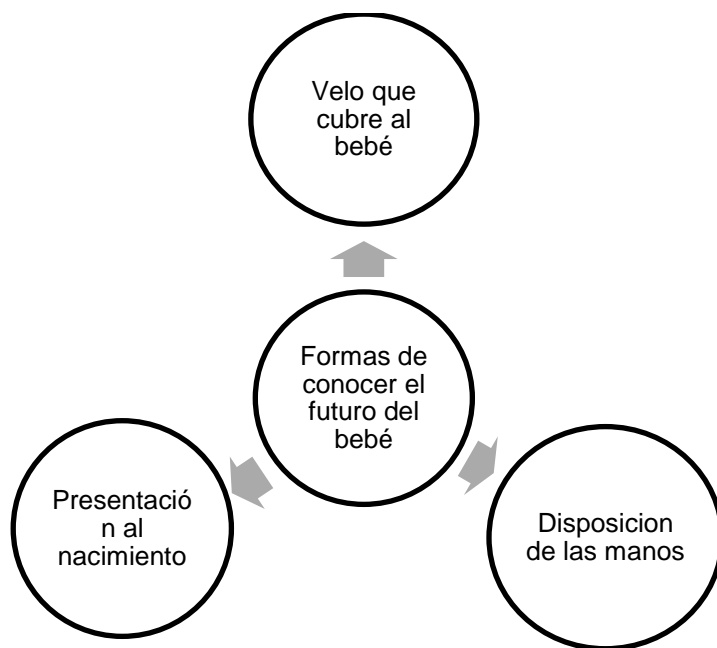 Velo que
cubre al
bebé
Formas de
conocer el
futuro del
bebé
Presentació
n al
nacimiento
Disposicion
de las manos